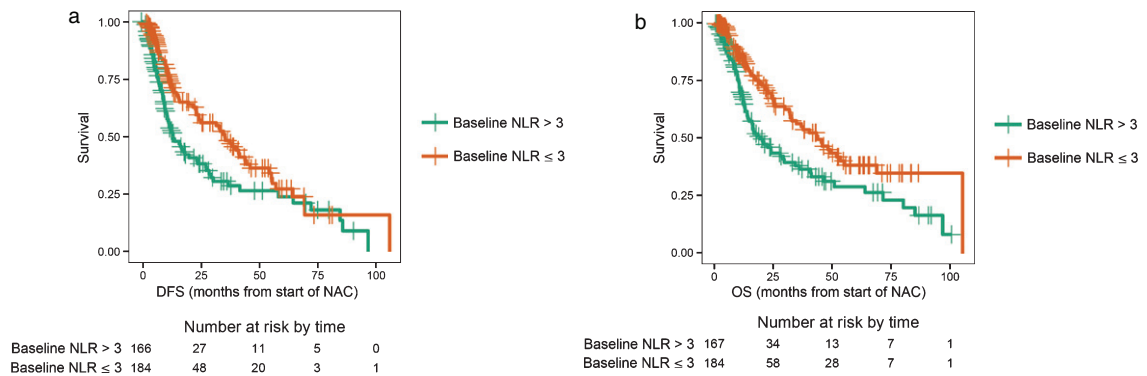 a
1.00
0.75
0.50
0.25
0.00
Survival
0 25 50 75 100
DFS (months from start of NAC)
Baseline NLR > 3
Baseline NLR ≤ 3
Number at risk by time
Baseline NLR > 3 166 27 11 5 0
Baseline NLR ≤ 3 184 48 20 3 1
b
1.00
0.75
0.50
0.25
0.00
Survival
0 25 50 75 100
OS (months from start of NAC)
Baseline NLR > 3
Baseline NLR ≤ 3
Number at risk by time
Baseline NLR > 3 167 34 13 7 1
Baseline NLR ≤ 3 184 58 28 7 1